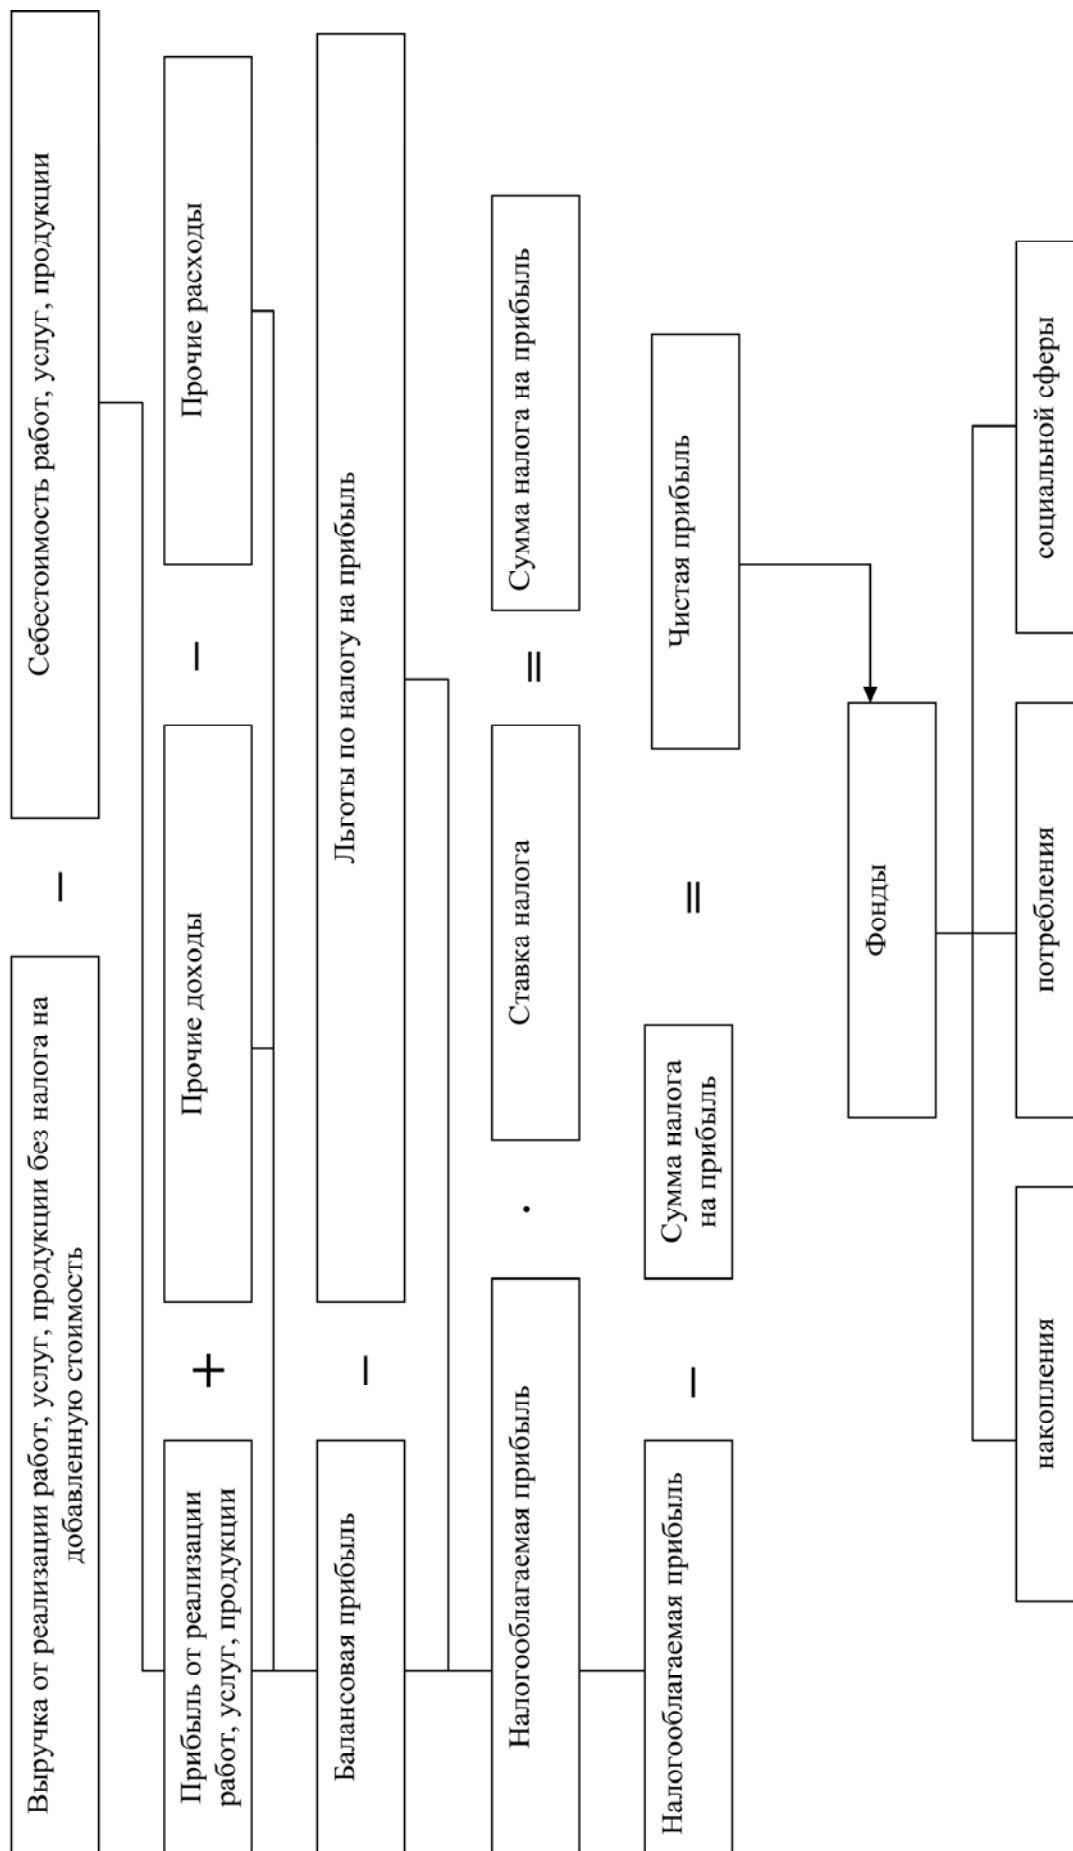 Выручка от реализации работ, услуг, продукции без налога на
добавленную стоимость
–
Себестоимость работ, услуг, продукции
Прибыль от реализации
работ, услуг, продукции
+
Прочие доходы
–
Прочие расходы
Балансовая прибыль
–
Льготы по налогу на прибыль
Налогооблагаемая прибыль
·
Ставка налога
=
Сумма налога на прибыль
Налогооблагаемая прибыль
–
Сумма налога
на прибыль
=
Чистая прибыль
Фонды
накопления
потребления
социальной сферы